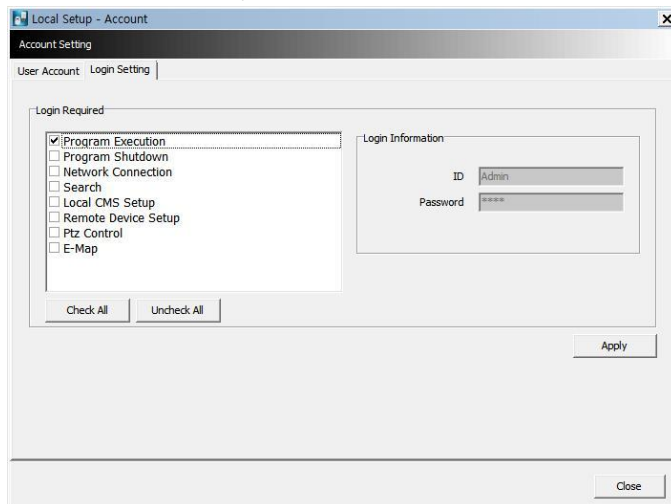 Local Setup - Account
Account Setting
User Account Login Setting
Login Required
Program Execution
Program Shutdown
Network Connection
Search
Local CMS Setup
Remote Device Setup
Ptz Control
E-Map
Check All Uncheck All
Login Information
ID Admin
Password ****
Apply
Close